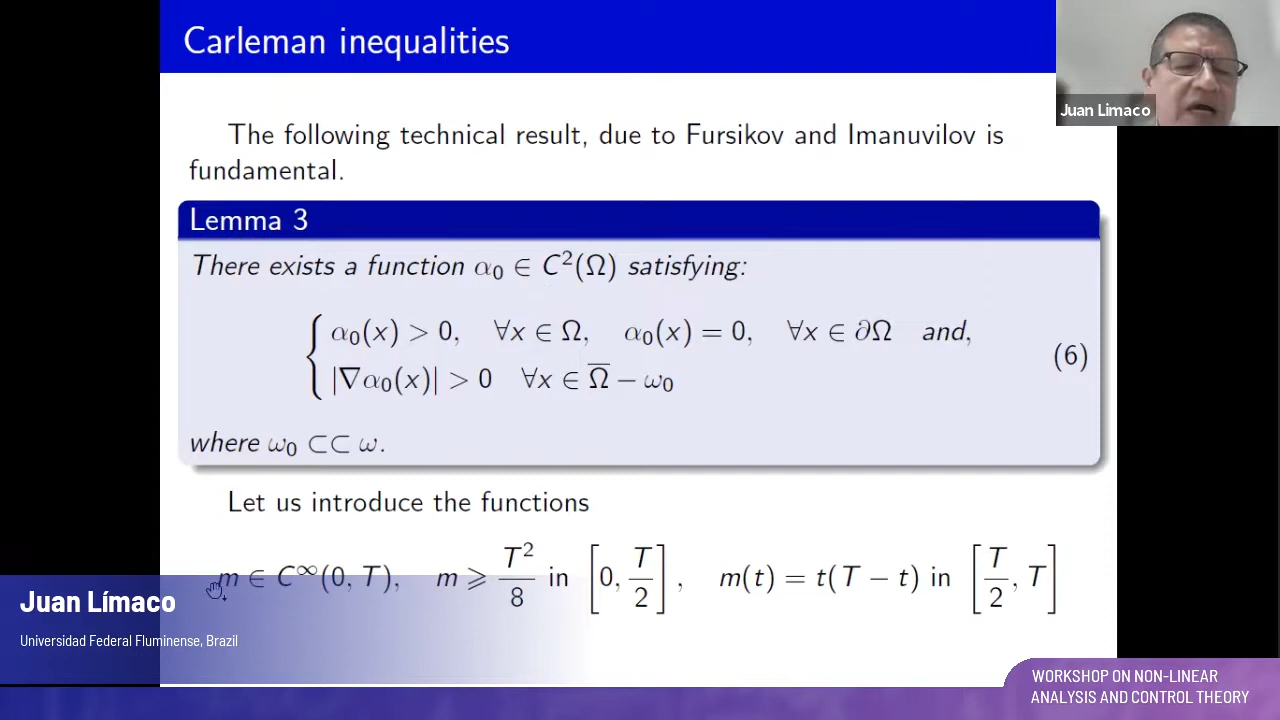 Carleman inequalities
Juan Limaco
The following technical result, due to Fursikov and Imanuvilov is
fundamental.
Lemma 3
There exists a function α₀ ∈ C²(Ω) satisfying:
{ α₀(x) > 0, ∀x ∈ Ω, α₀(x) = 0, ∀x ∈ ∂Ω and,
|∇α₀(x)| > 0 ∀x ∈ Ω̅ − ω₀
(6)
where ω₀ ⊂⊂ ω.
Let us introduce the functions
m ∈ C^∞(0, T), m ⩾ T²/8 in [0, T/2], m(t) = t(T − t) in [T/2, T]
Juan Límaco
Universidad Federal Fluminense, Brazil
WORKSHOP ON NON-LINEAR
ANALYSIS AND CONTROL THEORY